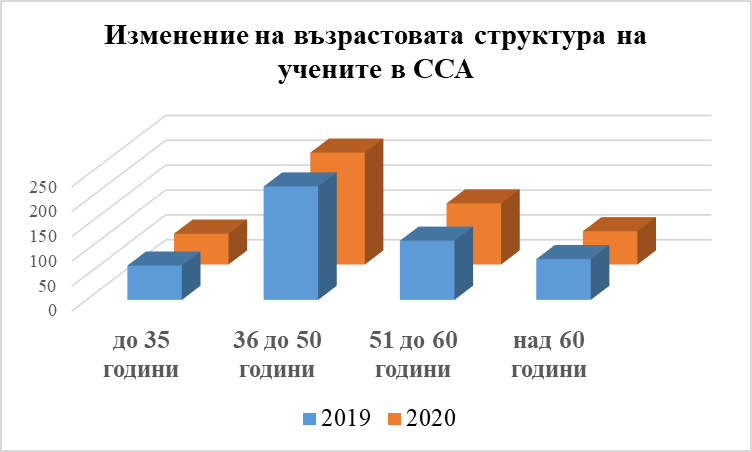 Изменение на възрастовата структура на
учените в ССА
250
200
150
100
50
0
до 35
години
36 до 50
години
51 до 60
години
над 60
години
2019
2020